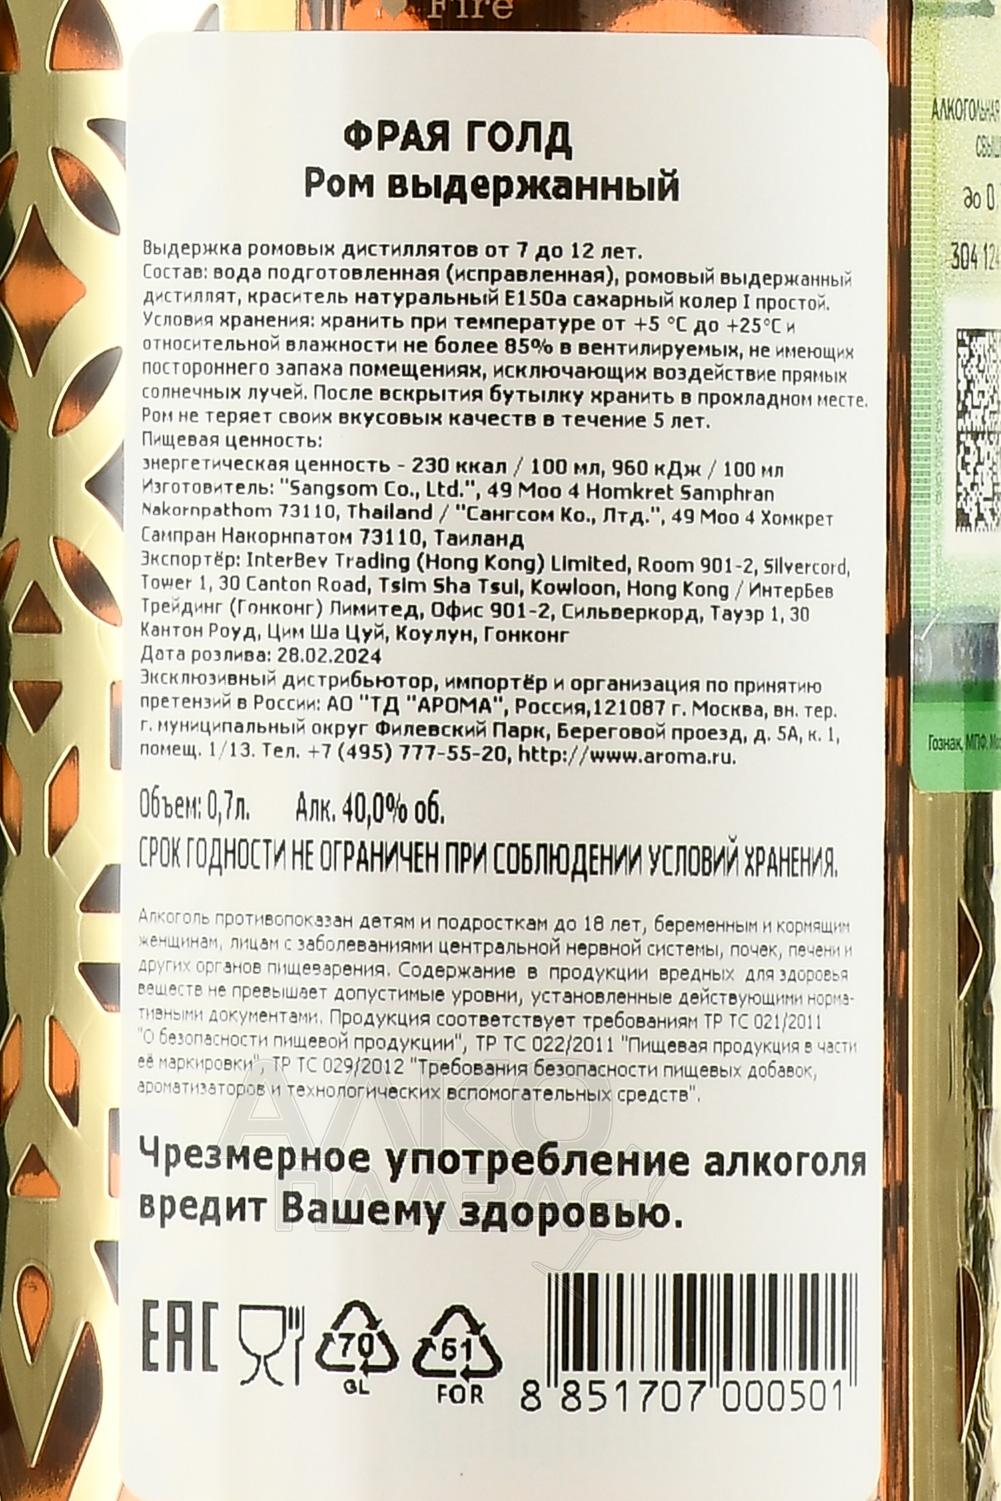 Fire
ФРАЯ ГОЛД
Ром выдержанный
Выдержка ромовых дистиллятов от 7 до 12 лет.
Состав: вода подготовленная (исправленная), ромовый выдержанный
дистиллят, краситель натуральный Е150а сахарный колер I простой.
Условия хранения: хранить при температуре от +5 °C до +25°C и
относительной влажности не более 85% в вентилируемых, не имеющих
постороннего запаха помещениях, исключающих воздействие прямых
солнечных лучей. После вскрытия бутылку хранить в прохладном месте.
Ром не теряет своих вкусовых качеств в течение 5 лет.
Пищевая ценность:
энергетическая ценность - 230 ккал / 100 мл, 960 кДж / 100 мл
Изготовитель: "Sangsom Co., Ltd.", 49 Moo 4 Homkret Samphran
Nakornpathom 73110, Thailand / "Сангсом Ко., Лтд.", 49 Моо 4 Хомкрет
Сампран Накорнпатом 73110, Таиланд
Экспортёр: InterBev Trading (Hong Kong) Limited, Room 901-2, Silvercord,
Tower 1, 30 Canton Road, Tsim Sha Tsui, Kowloon, Hong Kong / ИнтерБев
Трейдинг (Гонконг) Лимитед, Офис 901-2, Сильверкорд, Тауэр 1, 30
Кантон Роуд, Цим Ша Цуй, Коулун, Гонконг
Дата розлива: 28.02.2024
Эксклюзивный дистрибьютор, импортёр и организация по принятию
претензий в России: АО "ТД "АРОМА", Россия,121087 г. Москва, вн. тер.
г. муниципальный округ Филевский Парк, Береговой проезд, д. 5А, к. 1,
помещ. 1/13. Тел. +7 (495) 777-55-20, http://www.aroma.ru.
Объем: 0,7л. Алк. 40,0% об.
СРОК ГОДНОСТИ НЕ ОГРАНИЧЕН ПРИ СОБЛЮДЕНИИ УСЛОВИЙ ХРАНЕНИЯ.
Алкоголь противопоказан детям и подросткам до 18 лет, беременным и кормящим
женщинам, лицам с заболеваниями центральной нервной системы, почек, печени и
других органов пищеварения. Содержание в продукции вредных для здоровья
веществ не превышает допустимые уровни, установленные действующими норма-
тивными документами. Продукция соответствует требованиям ТР ТС 021/2011
"О безопасности пищевой продукции", ТР ТС 022/2011 "Пищевая продукция в части
её маркировки", ТР ТС 029/2012 "Требования безопасности пищевых добавок,
ароматизаторов и технологических вспомогательных средств".
Чрезмерное употребление алкоголя
вредит Вашему здоровью.
EAC
70
GL
51
FOR
8 851707 000501
АЛКОГОЛЬНАЯ
до 0,
304 124
Гознак, МПФ, Мос
АЛКО
ПЛАЗА